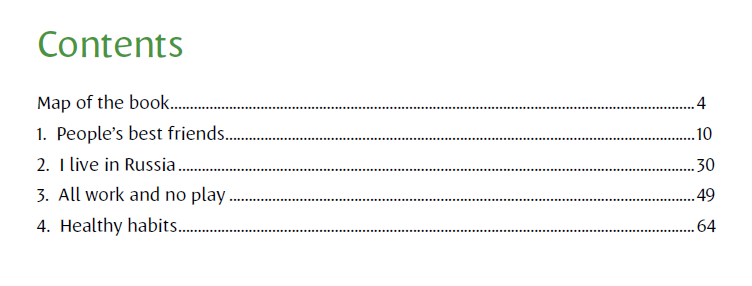 Contents
Map of the book........................................................................................................................4
1. People's best friends............................................................................................................10
2. I live in Russia.......................................................................................................................30
3. All work and no play............................................................................................................49
4. Healthy habits.......................................................................................................................64